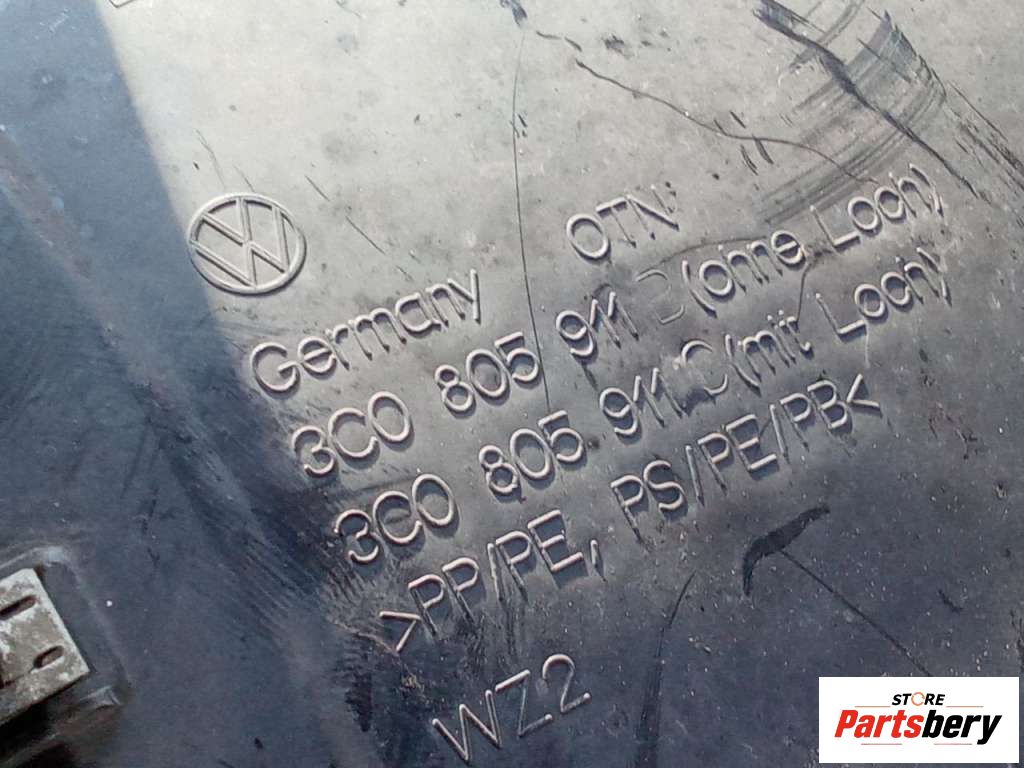 Germany OTN:
3C0 805 911 D (ohne Loch)
3C0 805 911 C (mit Loch)
>PP/PE, PS/PE/PB<
WZ2
STORE
Partsbery